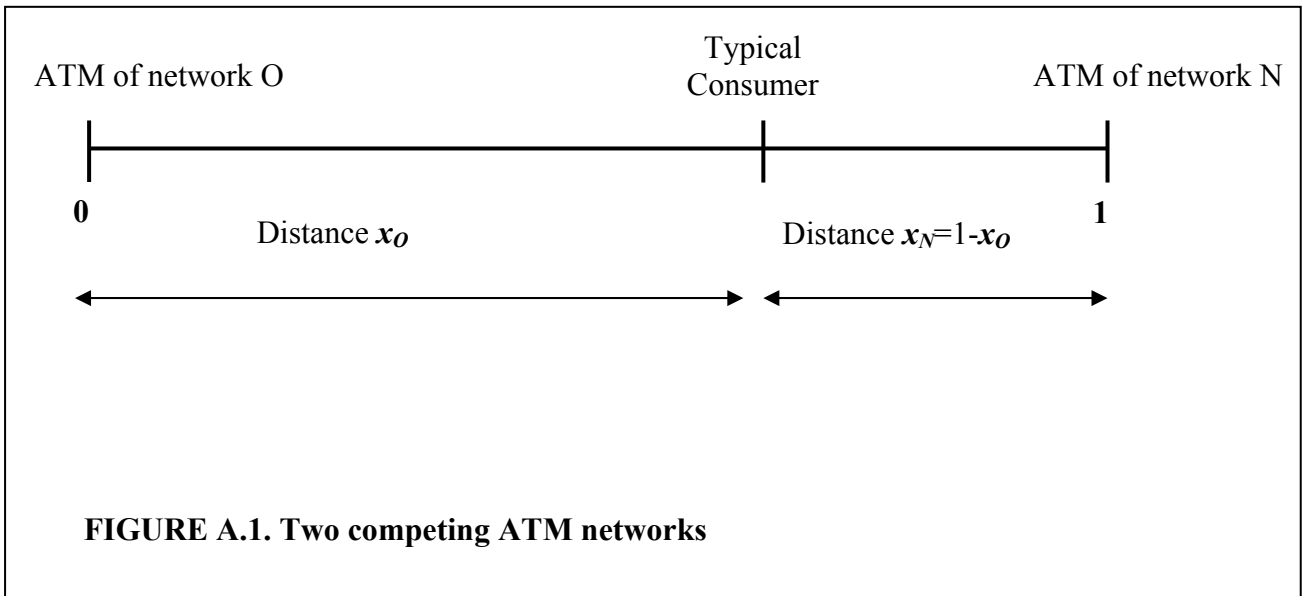 Typical
Consumer
ATM of network O
ATM of network N
0
1
Distance xO
Distance xN=1-xO
FIGURE A.1. Two competing ATM networks